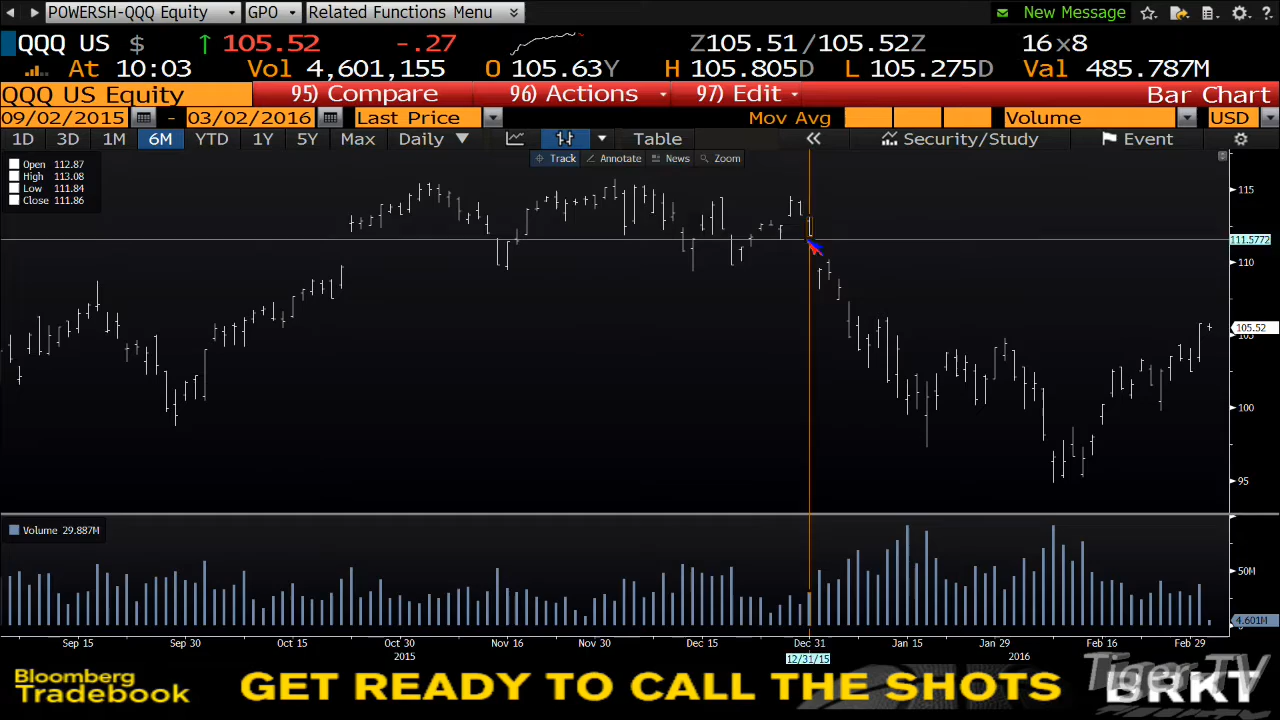 POWERSH-QQQ Equity GPO Related Functions Menu New Message
QQQ US $ ↑ 105.52 -.27 Z105.51/105.52Z 16x8
At 10:03 Vol 4,601,155 O 105.63Y H 105.805D L 105.275D Val 485.787M
QQQ US Equity 95) Compare 96) Actions 97) Edit Bar Chart
09/02/2015 - 03/02/2016 Last Price Mov Avg Volume USD
1D 3D 1M 6M YTD 1Y 5Y Max Daily ▼ Table « Security/Study Event
Track Annotate News Zoom
Open 112.87
High 113.08
Low 111.84
Close 111.86
115
111.5772
110
105.52
105
100
95
Volume 29.887M
50M
4.601M
0
Sep 15 Sep 30 Oct 15 Oct 30 Nov 16 Nov 30 Dec 15 Dec 31 Jan 15 Jan 29 Feb 16 Feb 29
2015 12/31/15 2016
Bloomberg
Tradebook
GET READY TO CALL THE SHOTS
Tiger TV
BRKT